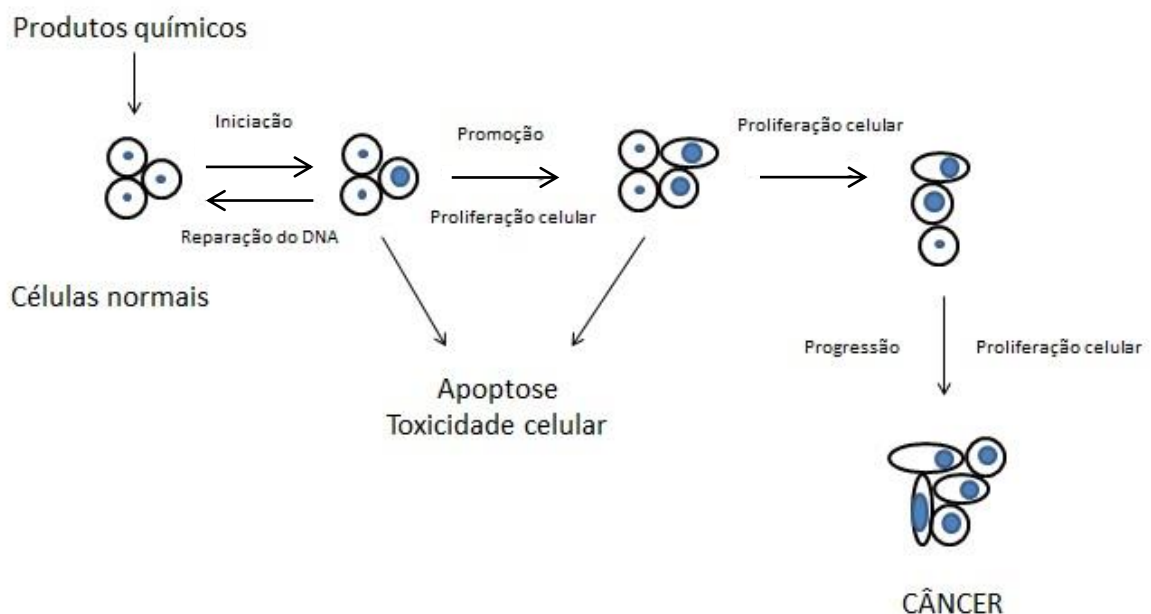 Produtos químicos
Iniciação
Promoção
Proliferação celular
Reparação do DNA
Proliferação celular
Células normais
Progressão
Proliferação celular
Apoptose
Toxicidade celular
CÂNCER